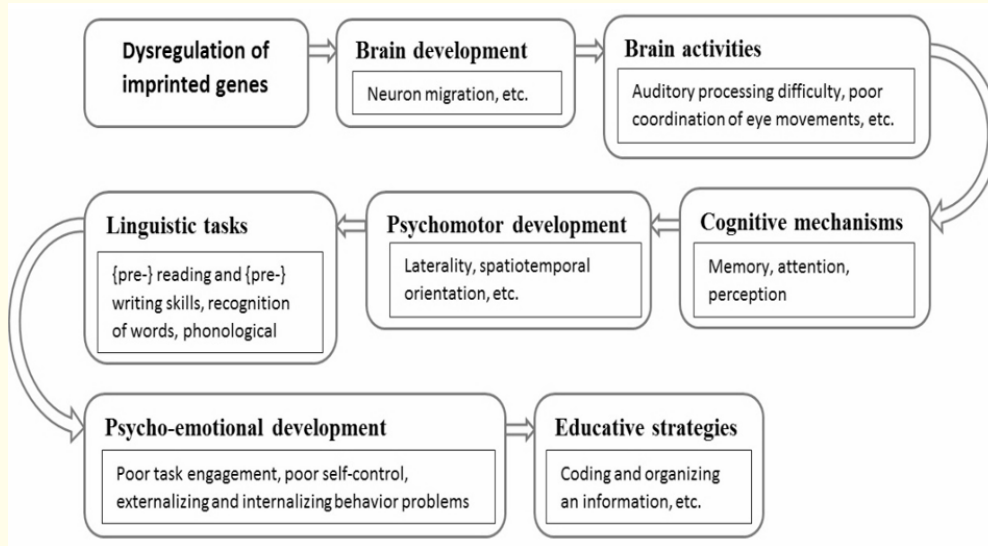 Dysregulation of
imprinted genes
Brain development
Neuron migration, etc.
Brain activities
Auditory processing difficulty, poor
coordination of eye movements, etc.
Cognitive mechanisms
Memory, attention,
perception
Psychomotor development
Laterality, spatiotemporal
orientation, etc.
Linguistic tasks
{pre-} reading and {pre-}
writing skills, recognition
of words, phonological
Psycho-emotional development
Poor task engagement, poor self-control,
externalizing and internalizing behavior problems
Educative strategies
Coding and organizing
an information, etc.